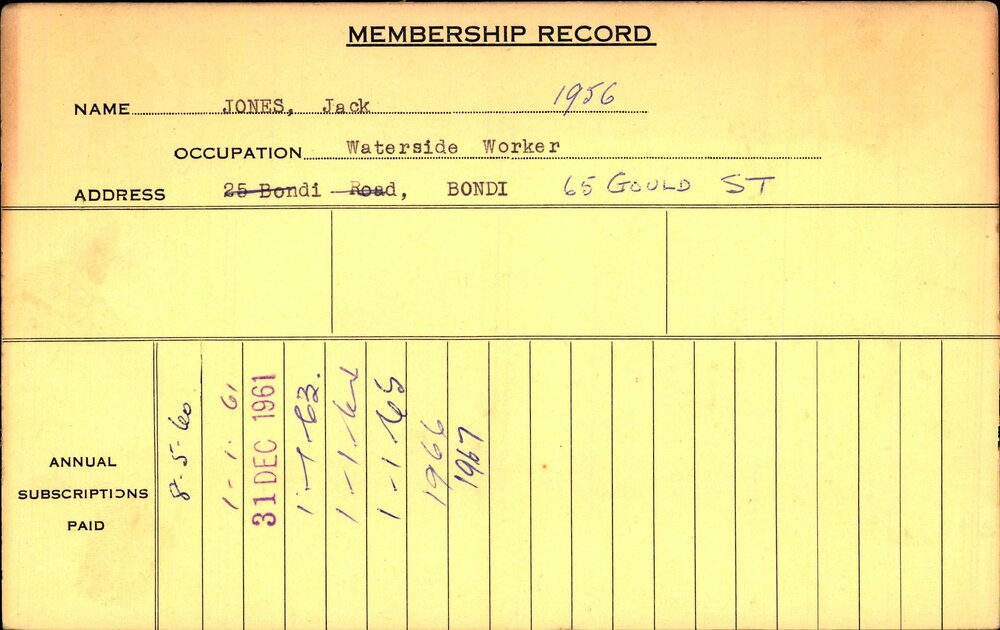 MEMBERSHIP RECORD
NAME JONES, Jack 1956
OCCUPATION Waterside Worker
ADDRESS 25 Bondi Road, BONDI 65 GOULD ST
ANNUAL
SUBSCRIPTIONS
PAID
8-5-60
1-1-61
31 DEC 1961
1-1-63.
1-1-64
1-1-65
1966
1967